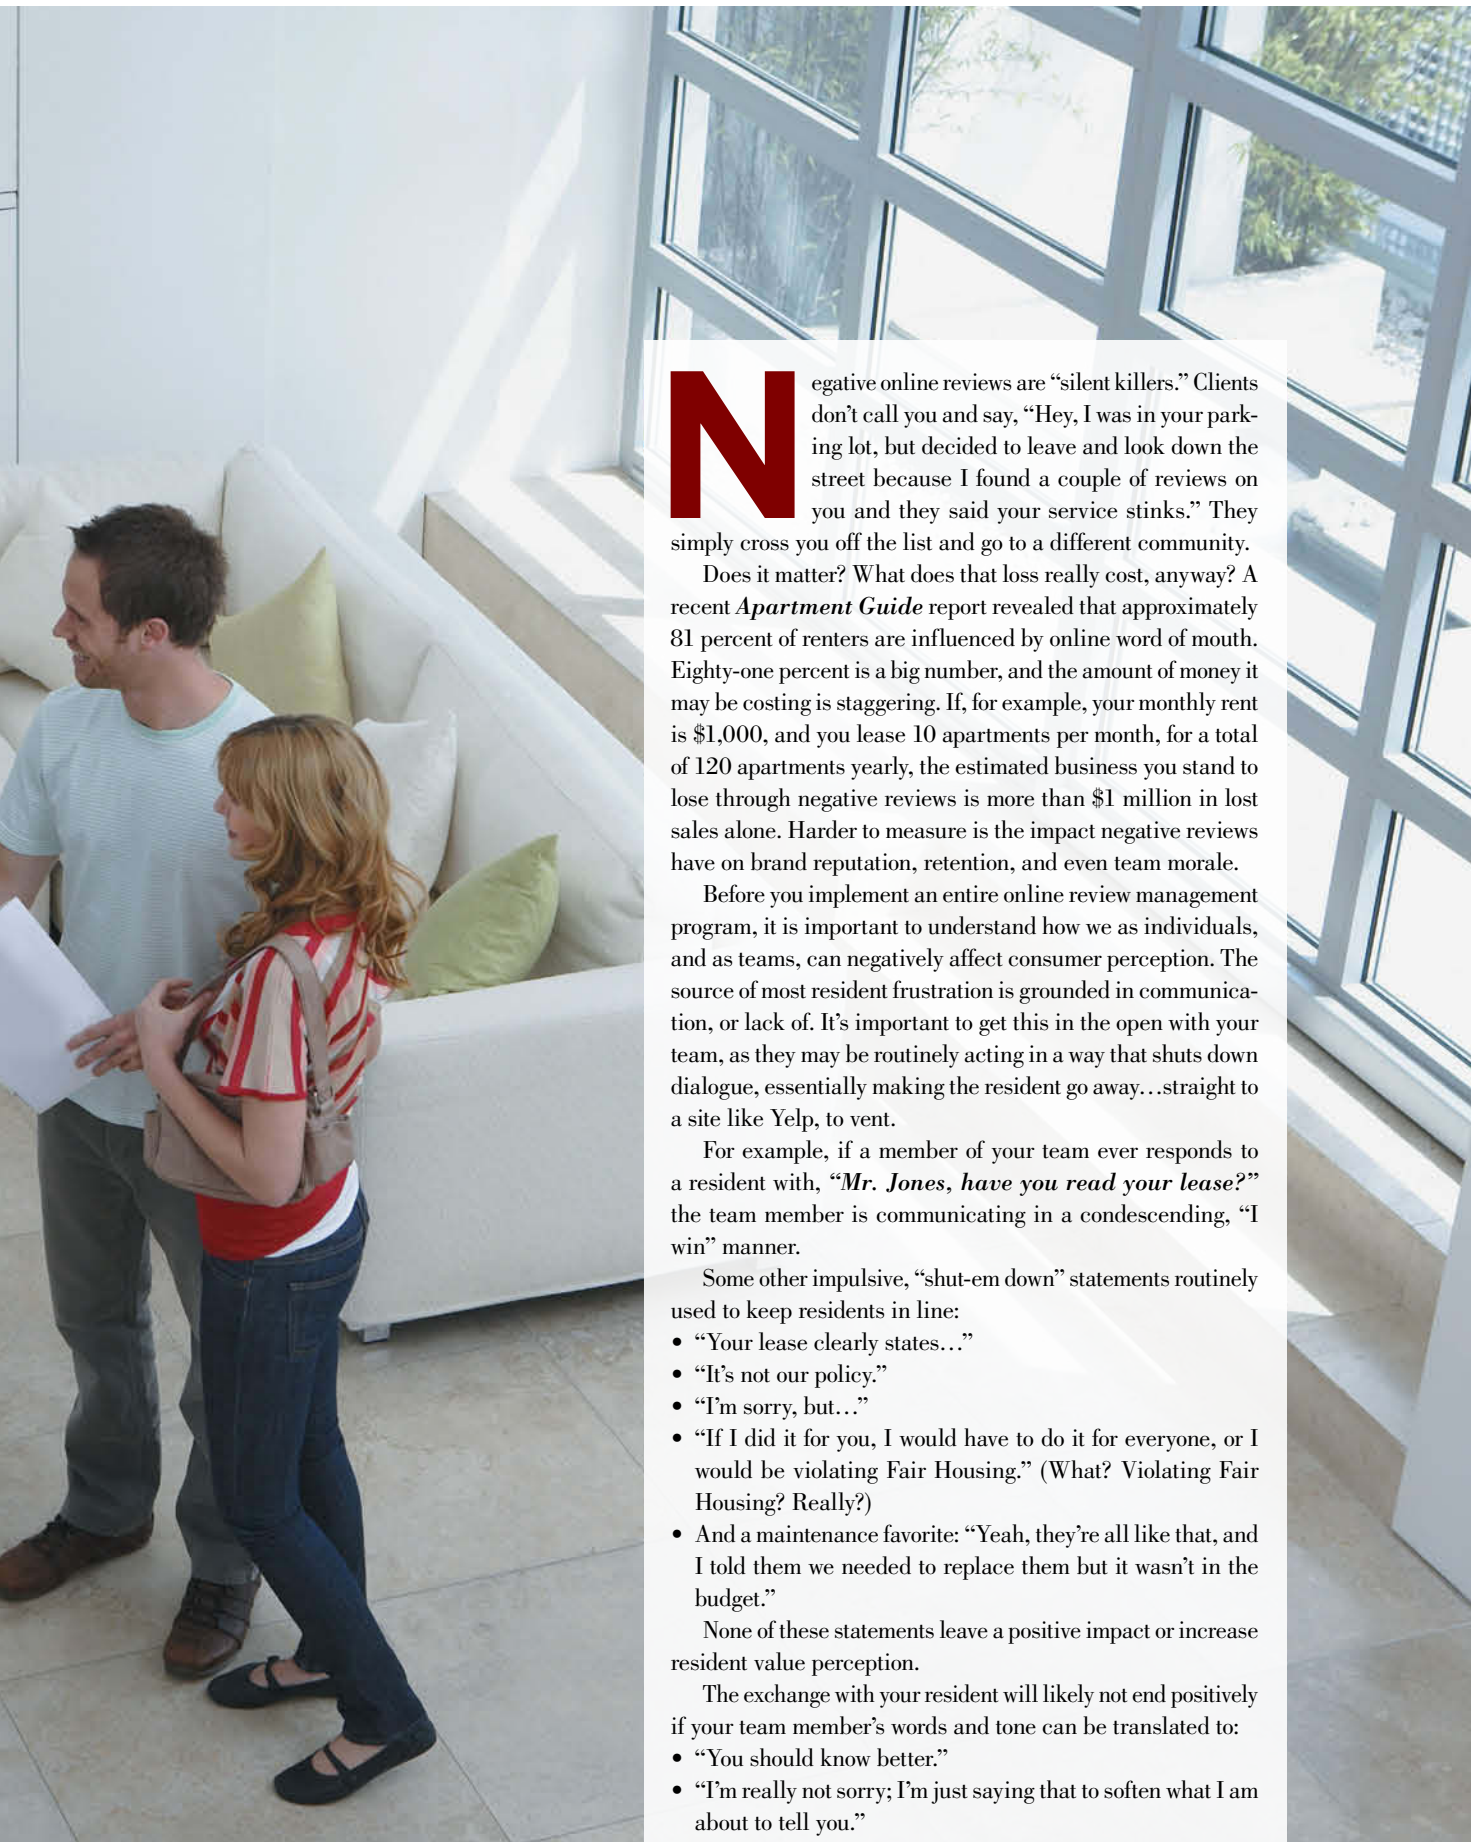 Negative online reviews are “silent killers.” Clients
don’t call you and say, “Hey, I was in your park-
ing lot, but decided to leave and look down the
street because I found a couple of reviews on
you and they said your service stinks.” They
simply cross you off the list and go to a different community.
Does it matter? What does that loss really cost, anyway? A
recent Apartment Guide report revealed that approximately
81 percent of renters are influenced by online word of mouth.
Eighty-one percent is a big number, and the amount of money it
may be costing is staggering. If, for example, your monthly rent
is $1,000, and you lease 10 apartments per month, for a total
of 120 apartments yearly, the estimated business you stand to
lose through negative reviews is more than $1 million in lost
sales alone. Harder to measure is the impact negative reviews
have on brand reputation, retention, and even team morale.
Before you implement an entire online review management
program, it is important to understand how we as individuals,
and as teams, can negatively affect consumer perception. The
source of most resident frustration is grounded in communica-
tion, or lack of. It’s important to get this in the open with your
team, as they may be routinely acting in a way that shuts down
dialogue, essentially making the resident go away…straight to
a site like Yelp, to vent.
For example, if a member of your team ever responds to
a resident with, “Mr. Jones, have you read your lease?”
the team member is communicating in a condescending, “I
win” manner.
Some other impulsive, “shut-em down” statements routinely
used to keep residents in line:
• “Your lease clearly states…”
• “It’s not our policy.”
• “I’m sorry, but…”
• “If I did it for you, I would have to do it for everyone, or I
would be violating Fair Housing.” (What? Violating Fair
Housing? Really?)
• And a maintenance favorite: “Yeah, they’re all like that, and
I told them we needed to replace them but it wasn’t in the
budget.”
None of these statements leave a positive impact or increase
resident value perception.
The exchange with your resident will likely not end positively
if your team member’s words and tone can be translated to:
• “You should know better.”
• “I’m really not sorry; I’m just saying that to soften what I am
about to tell you.”